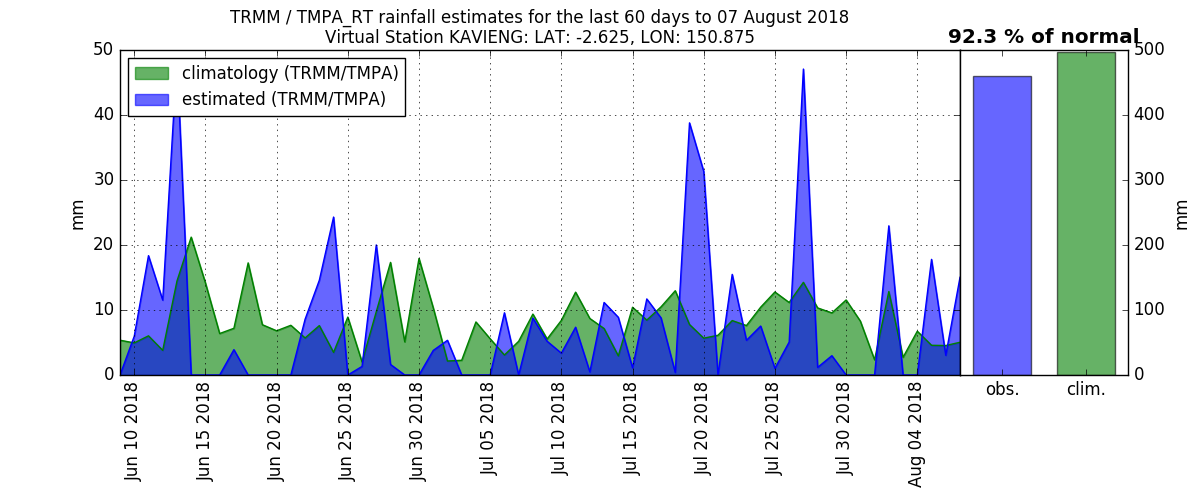 TRMM / TMPA_RT rainfall estimates for the last 60 days to 07 August 2018
Virtual Station KAVIENG: LAT: -2.625, LON: 150.875
92.3 % of normal
climatology (TRMM/TMPA)
estimated (TRMM/TMPA)
50
40
30
20
10
0
mm
Jun 10 2018
Jun 15 2018
Jun 20 2018
Jun 25 2018
Jun 30 2018
Jul 05 2018
Jul 10 2018
Jul 15 2018
Jul 20 2018
Jul 25 2018
Jul 30 2018
Aug 04 2018
obs.
clim.
500
400
300
200
100
0
mm